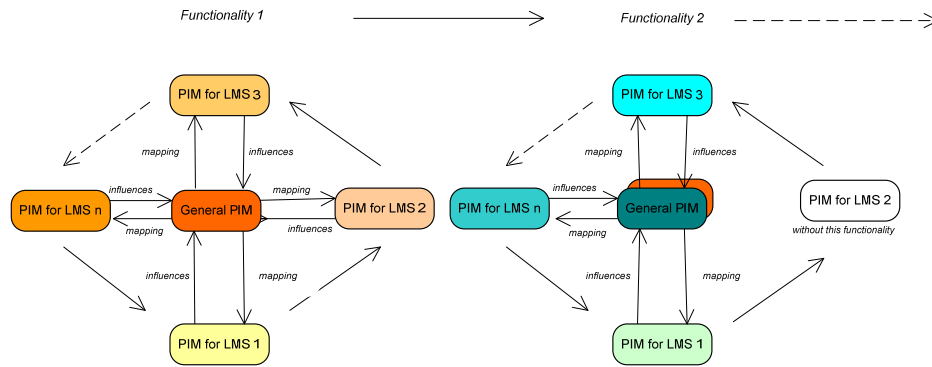 Functionality 1
Functionality 2
PIM for LMS 3
PIM for LMS 3
mapping
influences
mapping
influences
influences
mapping
influences
PIM for LMS n
General PIM
PIM for LMS 2
PIM for LMS n
General PIM
PIM for LMS 2
mapping
influences
mapping
without this functionality
influences
mapping
influences
mapping
PIM for LMS 1
PIM for LMS 1